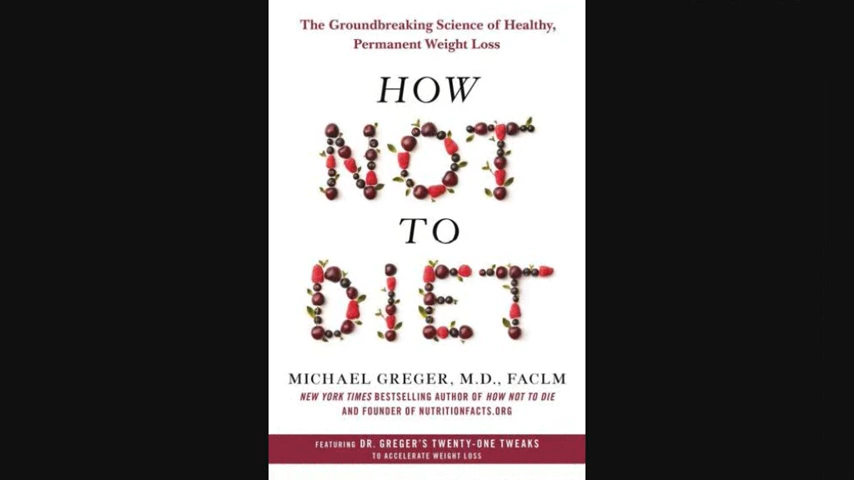 The Groundbreaking Science of Healthy,
Permanent Weight Loss
HOW
NOT
TO
DIET
MICHAEL GREGER, M.D., FACLM
NEW YORK TIMES BESTSELLING AUTHOR OF HOW NOT TO DIE
AND FOUNDER OF NUTRITIONFACTS.ORG
FEATURING DR. GREGER'S TWENTY-ONE TWEAKS
TO ACCELERATE WEIGHT LOSS